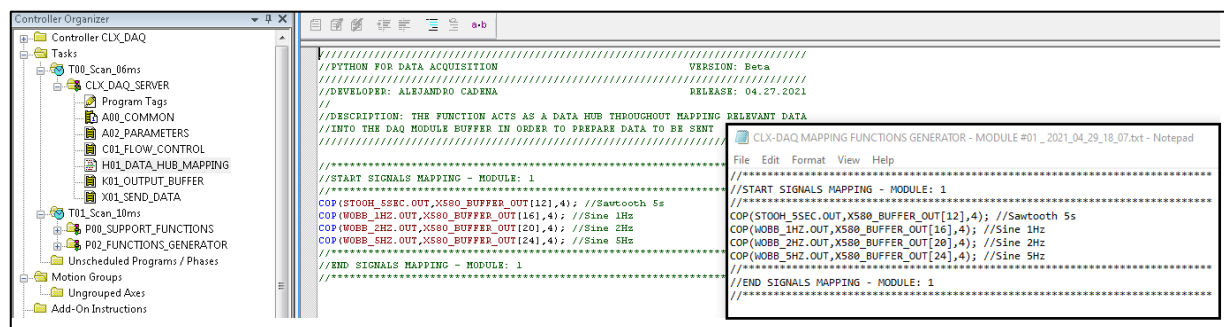 Controller Organizer
Controller CLX_DAQ
Tasks
T00_Scan_06ms
CLX_DAQ_SERVER
Program Tags
A00_COMMON
A02_PARAMETERS
C01_FLOW_CONTROL
H01_DATA_HUB_MAPPING
K01_OUTPUT_BUFFER
X01_SEND_DATA
T01_Scan_10ms
P00_SUPPORT_FUNCTIONS
P02_FUNCTIONS_GENERATOR
Unscheduled Programs / Phases
Motion Groups
Ungrouped Axes
Add-On Instructions
a•b
////////////////////////////////////////////////////////////////////////////////
//PYTHON FOR DATA ACQUISITION VERSION: Beta
////////////////////////////////////////////////////////////////////////////////
//DEVELOPER: ALEJANDRO CADENA RELEASE: 04.27.2021
//
//DESCRIPTION: THE FUNCTION ACTS AS A DATA HUB THROUGHOUT MAPPING RELEVANT DATA
//INTO THE DAQ MODULE BUFFER IN ORDER TO PREPARE DATA TO BE SENT
////////////////////////////////////////////////////////////////////
//******************************************************************
//START SIGNALS MAPPING - MODULE: 1
//******************************************************************
COP(STOOH_5SEC.OUT,X580_BUFFER_OUT[12],4); //Sawtooth 5s
COP(WOBB_1HZ.OUT,X580_BUFFER_OUT[16],4); //Sine 1Hz
COP(WOBB_2HZ.OUT,X580_BUFFER_OUT[20],4); //Sine 2Hz
COP(WOBB_5HZ.OUT,X580_BUFFER_OUT[24],4); //Sine 5Hz
//******************************************************************
//END SIGNALS MAPPING - MODULE: 1
//******************************************************************
CLX-DAQ MAPPING FUNCTIONS GENERATOR - MODULE #01 _ 2021_04_29_18_07.txt - Notepad
File Edit Format View Help
//******************************************************************
//START SIGNALS MAPPING - MODULE: 1
//******************************************************************
COP(STOOH_5SEC.OUT,X580_BUFFER_OUT[12],4); //Sawtooth 5s
COP(WOBB_1HZ.OUT,X580_BUFFER_OUT[16],4); //Sine 1Hz
COP(WOBB_2HZ.OUT,X580_BUFFER_OUT[20],4); //Sine 2Hz
COP(WOBB_5HZ.OUT,X580_BUFFER_OUT[24],4); //Sine 5Hz
//******************************************************************
//END SIGNALS MAPPING - MODULE: 1
//******************************************************************